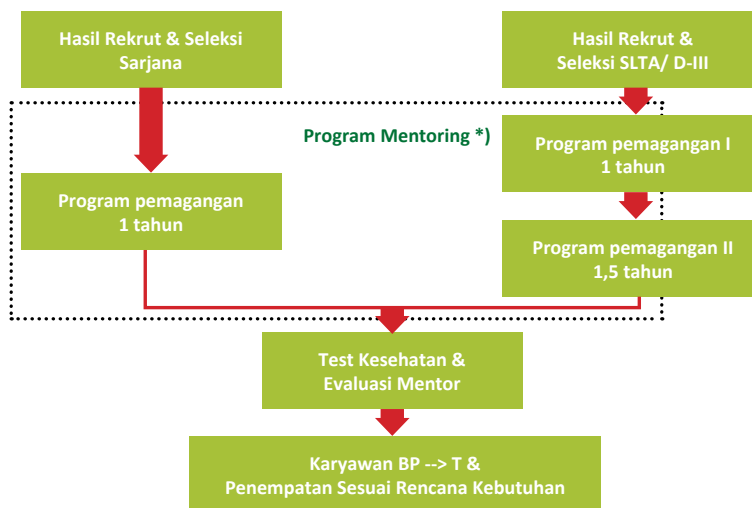 Hasil Rekrut & Seleksi
Sarjana
Hasil Rekrut &
Seleksi SLTA/ D-III
Program Mentoring *)
Program pemagangan I
1 tahun
Program pemagangan
1 tahun
Program pemagangan II
1,5 tahun
Test Kesehatan &
Evaluasi Mentor
Karyawan BP --> T &
Penempatan Sesuai Rencana Kebutuhan